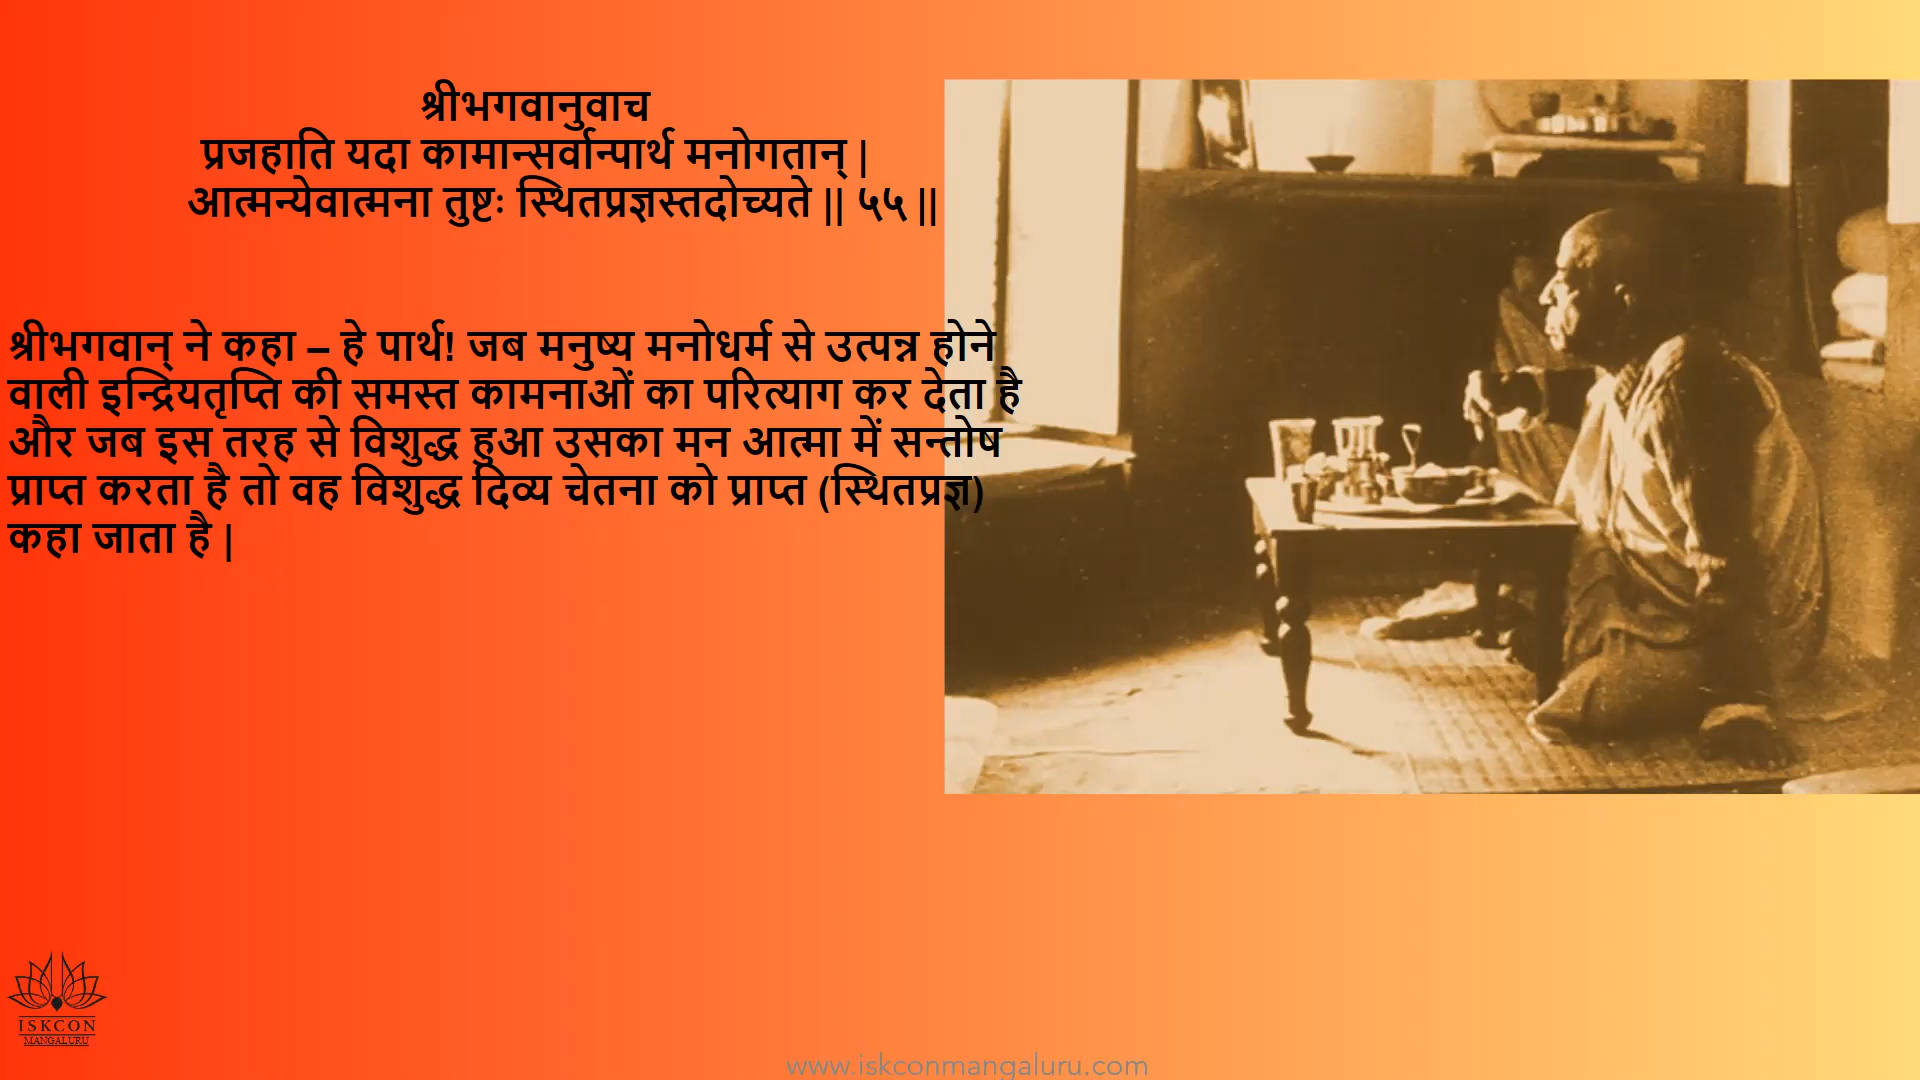 श्रीभगवानुवाच
प्रजहाति यदा कामान्सर्वान्पार्थ मनोगतान् |
आत्मन्येवात्मना तुष्टः स्थितप्रज्ञस्तदोच्यते || ५५ ||
श्रीभगवान् ने कहा – हे पार्थ! जब मनुष्य मनोधर्म से उत्पन्न होने
वाली इन्द्रियतृप्ति की समस्त कामनाओं का परित्याग कर देता है
और जब इस तरह से विशुद्ध हुआ उसका मन आत्मा में सन्तोष
प्राप्त करता है तो वह विशुद्ध दिव्य चेतना को प्राप्त (स्थितप्रज्ञ)
कहा जाता है |
ISKCON
MANGALURU
www.iskconmangaluru.com